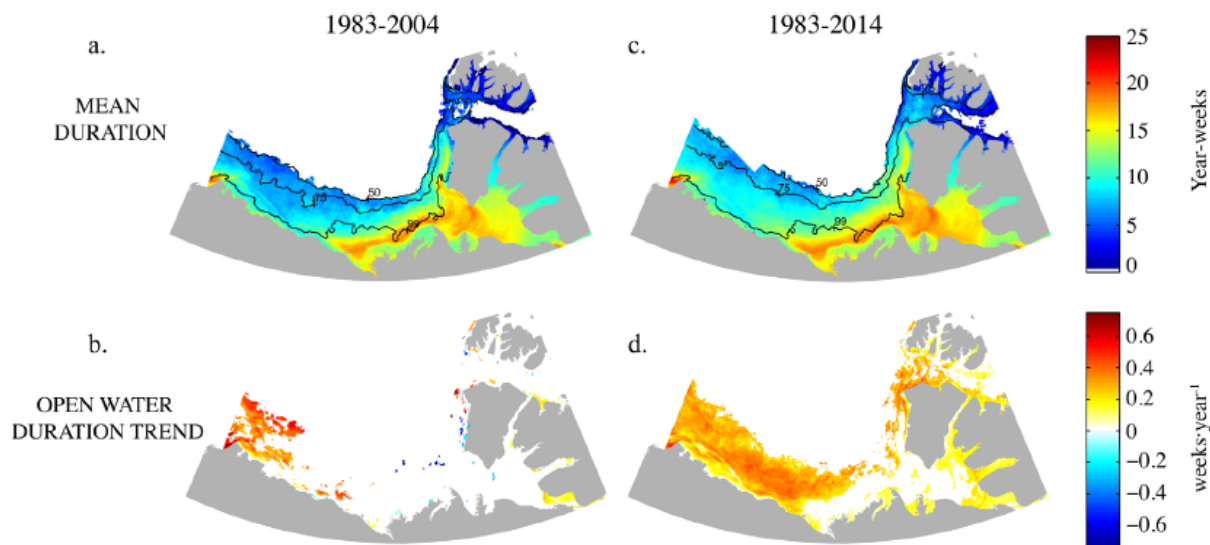 1983-2004
1983-2014
a.
c.
MEAN
DURATION
50
75
99
50
75
99
25
20
15
10
5
0
Year-weeks
b.
d.
OPEN WATER
DURATION TREND
0.6
0.4
0.2
0
−0.2
−0.4
−0.6
weeks·year⁻¹